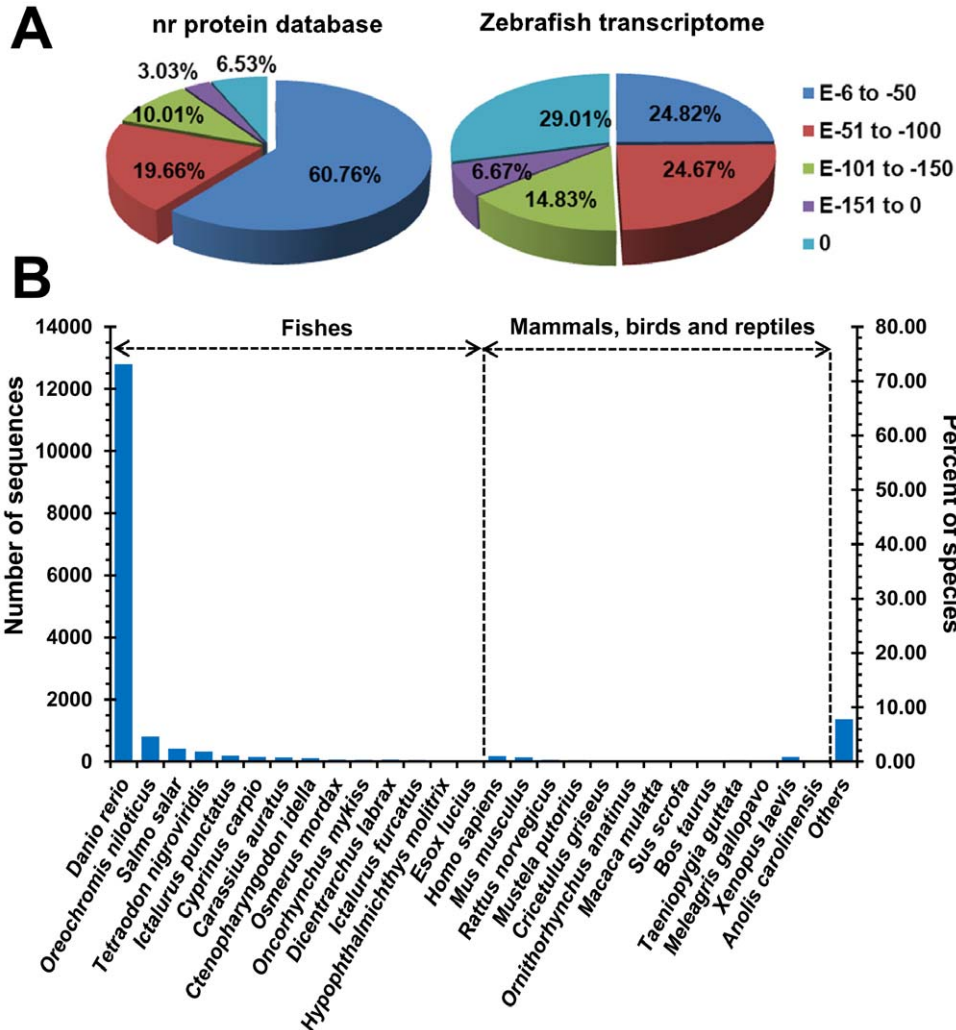 A
nr protein database
Zebrafish transcriptome
3.03%
6.53%
10.01%
19.66%
60.76%
29.01%
24.82%
6.67%
24.67%
14.83%
E-6 to -50
E-51 to -100
E-101 to -150
E-151 to 0
0
B
Fishes
Mammals, birds and reptiles
Number of sequences
14000
12000
10000
8000
6000
4000
2000
0
80.00
70.00
60.00
50.00
40.00
30.00
20.00
10.00
0.00
Percent of species
Danio rerio
Oreochromis niloticus
Salmo salar
Tetraodon nigroviridis
Ictalurus punctatus
Cyprinus carpio
Carassius auratus
Ctenopharyngodon idella
Osmerus mordax
Oncorhynchus mykiss
Dicentrarchus labrax
Ictalurus furcatus
Hypophthalmichthys molitrix
Esox lucius
Homo sapiens
Mus musculus
Rattus norvegicus
Mustela putorius
Cricetulus griseus
Ornithorhynchus anatinus
Macaca mulatta
Sus scrofa
Bos taurus
Taeniopygia guttata
Meleagris gallopavo
Xenopus laevis
Anolis carolinensis
Others